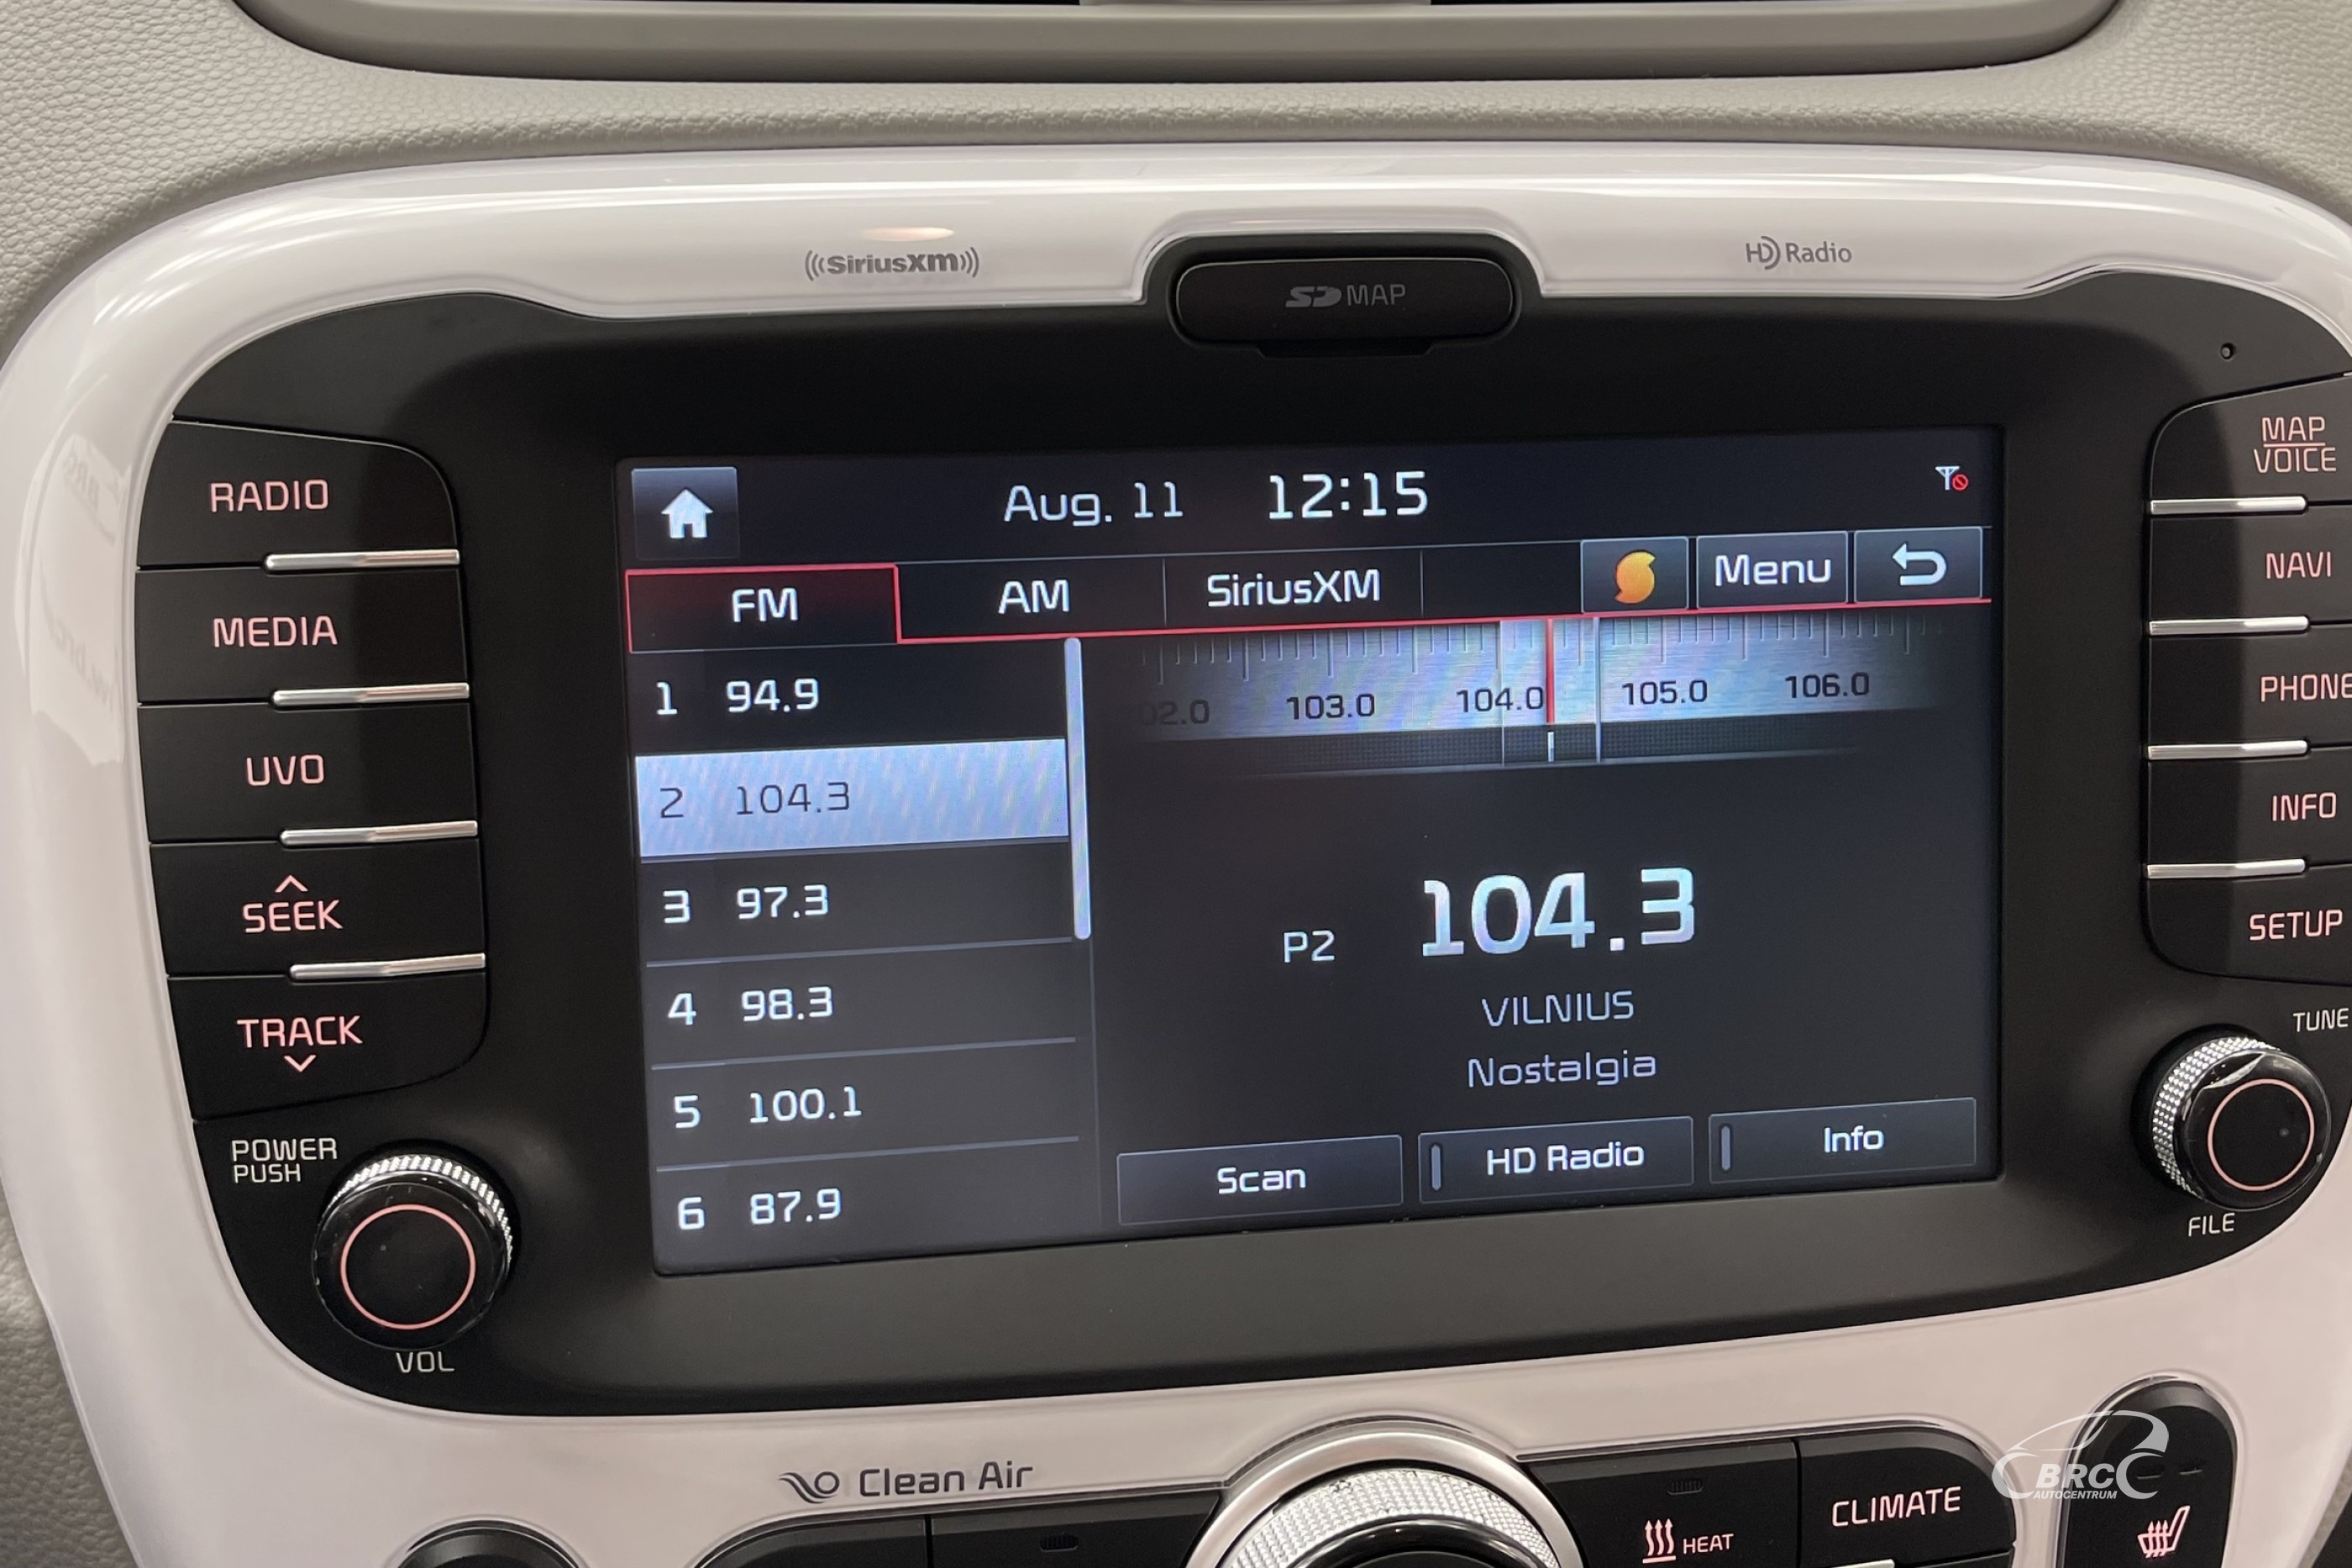 ((SiriusXM))
SD MAP
HD Radio
RADIO
MEDIA
UVO
SEEK
TRACK
POWER
PUSH
VOL
Aug. 11 12:15
FM AM SiriusXM Menu
1 94.9
2 104.3
3 97.3
4 98.3
5 100.1
6 87.9
02.0 103.0 104.0 105.0 106.0
P2 104.3
VILNIUS
Nostalgia
Scan HD Radio Info
MAP
VOICE
NAVI
PHONE
INFO
SETUP
TUNE
FILE
Clean Air
HEAT
CLIMATE
BRC
AUTOCENTRUM